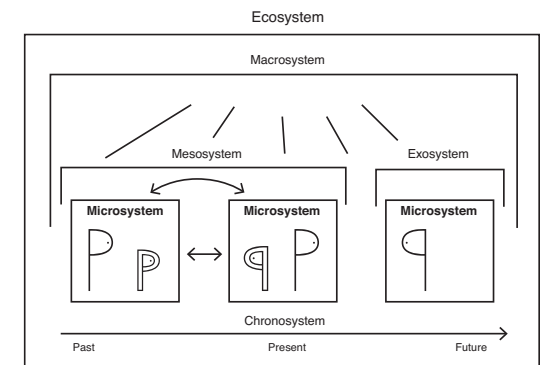 Ecosystem
Macrosystem
Mesosystem
Exosystem
Microsystem
Microsystem
Microsystem
Chronosystem
Past
Present
Future